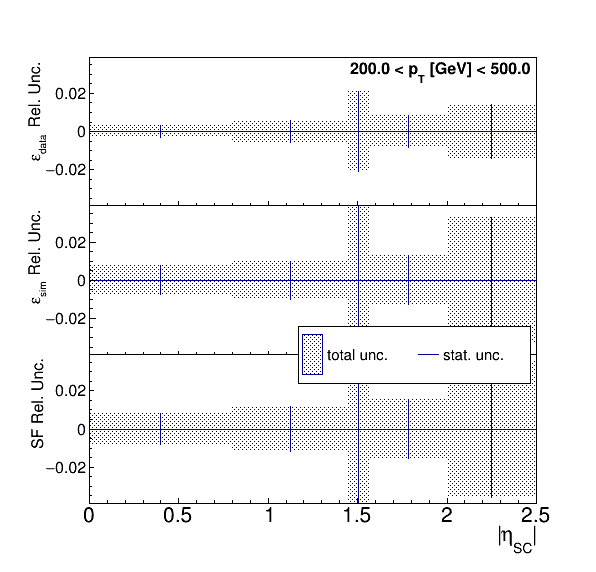 200.0 < p_T [GeV] < 500.0
ε_data Rel. Unc.
0.02
0
−0.02
ε_sim Rel. Unc.
0.02
0
−0.02
total unc.
stat. unc.
SF Rel. Unc.
0.02
0
−0.02
0 0.5 1 1.5 2 2.5
|η_SC|